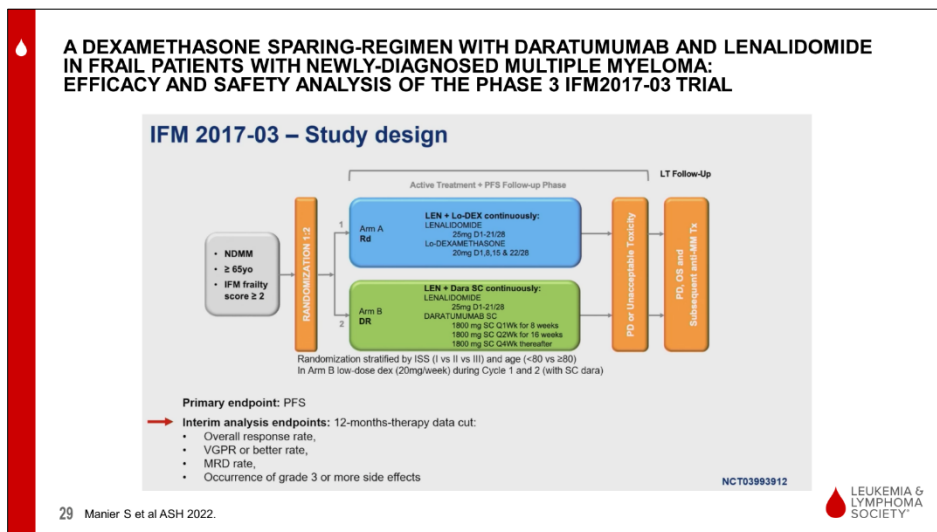 A DEXAMETHASONE SPARING-REGIMEN WITH DARATUMUMAB AND LENALIDOMIDE
IN FRAIL PATIENTS WITH NEWLY-DIAGNOSED MULTIPLE MYELOMA:
EFFICACY AND SAFETY ANALYSIS OF THE PHASE 3 IFM2017-03 TRIAL
IFM 2017-03 – Study design
Active Treatment + PFS Follow-up Phase
LT Follow-Up
• NDMM
• ≥ 65yo
• IFM frailty
score ≥ 2
RANDOMIZATION 1:2
1
Arm A
Rd
LEN + Lo-DEX continuously:
LENALIDOMIDE
25mg D1-21/28
Lo-DEXAMETHASONE
20mg D1,8,15 & 22/28
2
Arm B
DR
LEN + Dara SC continuously:
LENALIDOMIDE
25mg D1-21/28
DARATUMUMAB SC
1800 mg SC Q1Wk for 8 weeks
1800 mg SC Q2Wk for 16 weeks
1800 mg SC Q4Wk thereafter
PD or Unacceptable Toxicity
PD, OS and
Subsequent anti-MM Tx
Randomization stratified by ISS (I vs II vs III) and age (<80 vs ≥80)
In Arm B low-dose dex (20mg/week) during Cycle 1 and 2 (with SC dara)
Primary endpoint: PFS
Interim analysis endpoints: 12-months-therapy data cut:
• Overall response rate,
• VGPR or better rate,
• MRD rate,
• Occurrence of grade 3 or more side effects
NCT03993912
29 Manier S et al ASH 2022.
LEUKEMIA &
LYMPHOMA
SOCIETY®